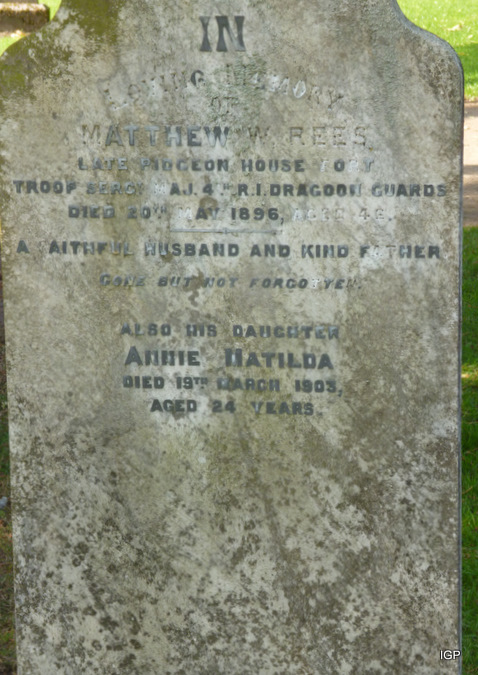 IN
LOVING MEMORY
OF
MATTHEW W. REES
LATE PIDGEON HOUSE FORT
TROOP SERGT MAJ. 4TH R.I. DRAGOON GUARDS
DIED 20TH MAY 1896, AGED
A FAITHFUL HUSBAND AND KIND FATHER
GONE BUT NOT FORGOTTEN.
ALSO HIS DAUGHTER
ANNIE MATILDA
DIED 19TH MARCH 1903,
AGED 24 YEARS.
IGP